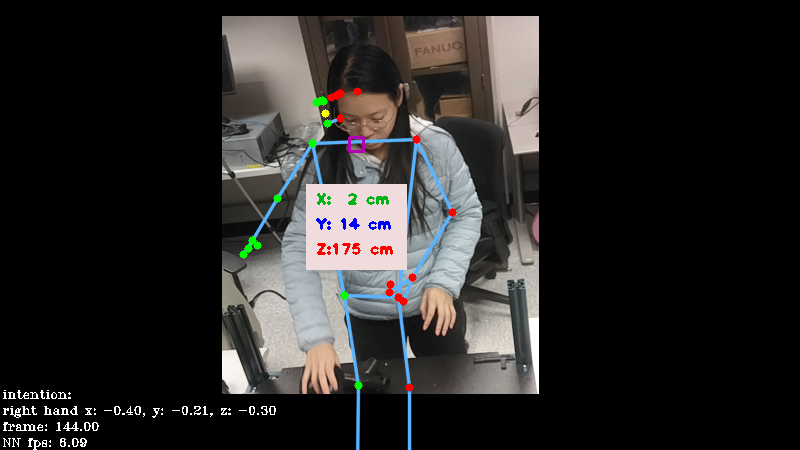 FANUC
X: 2 cm
Y: 14 cm
Z:175 cm
intention:
right hand x: -0.40, y: -0.21, z: -0.30
frame: 144.00
NN fps: 6.09